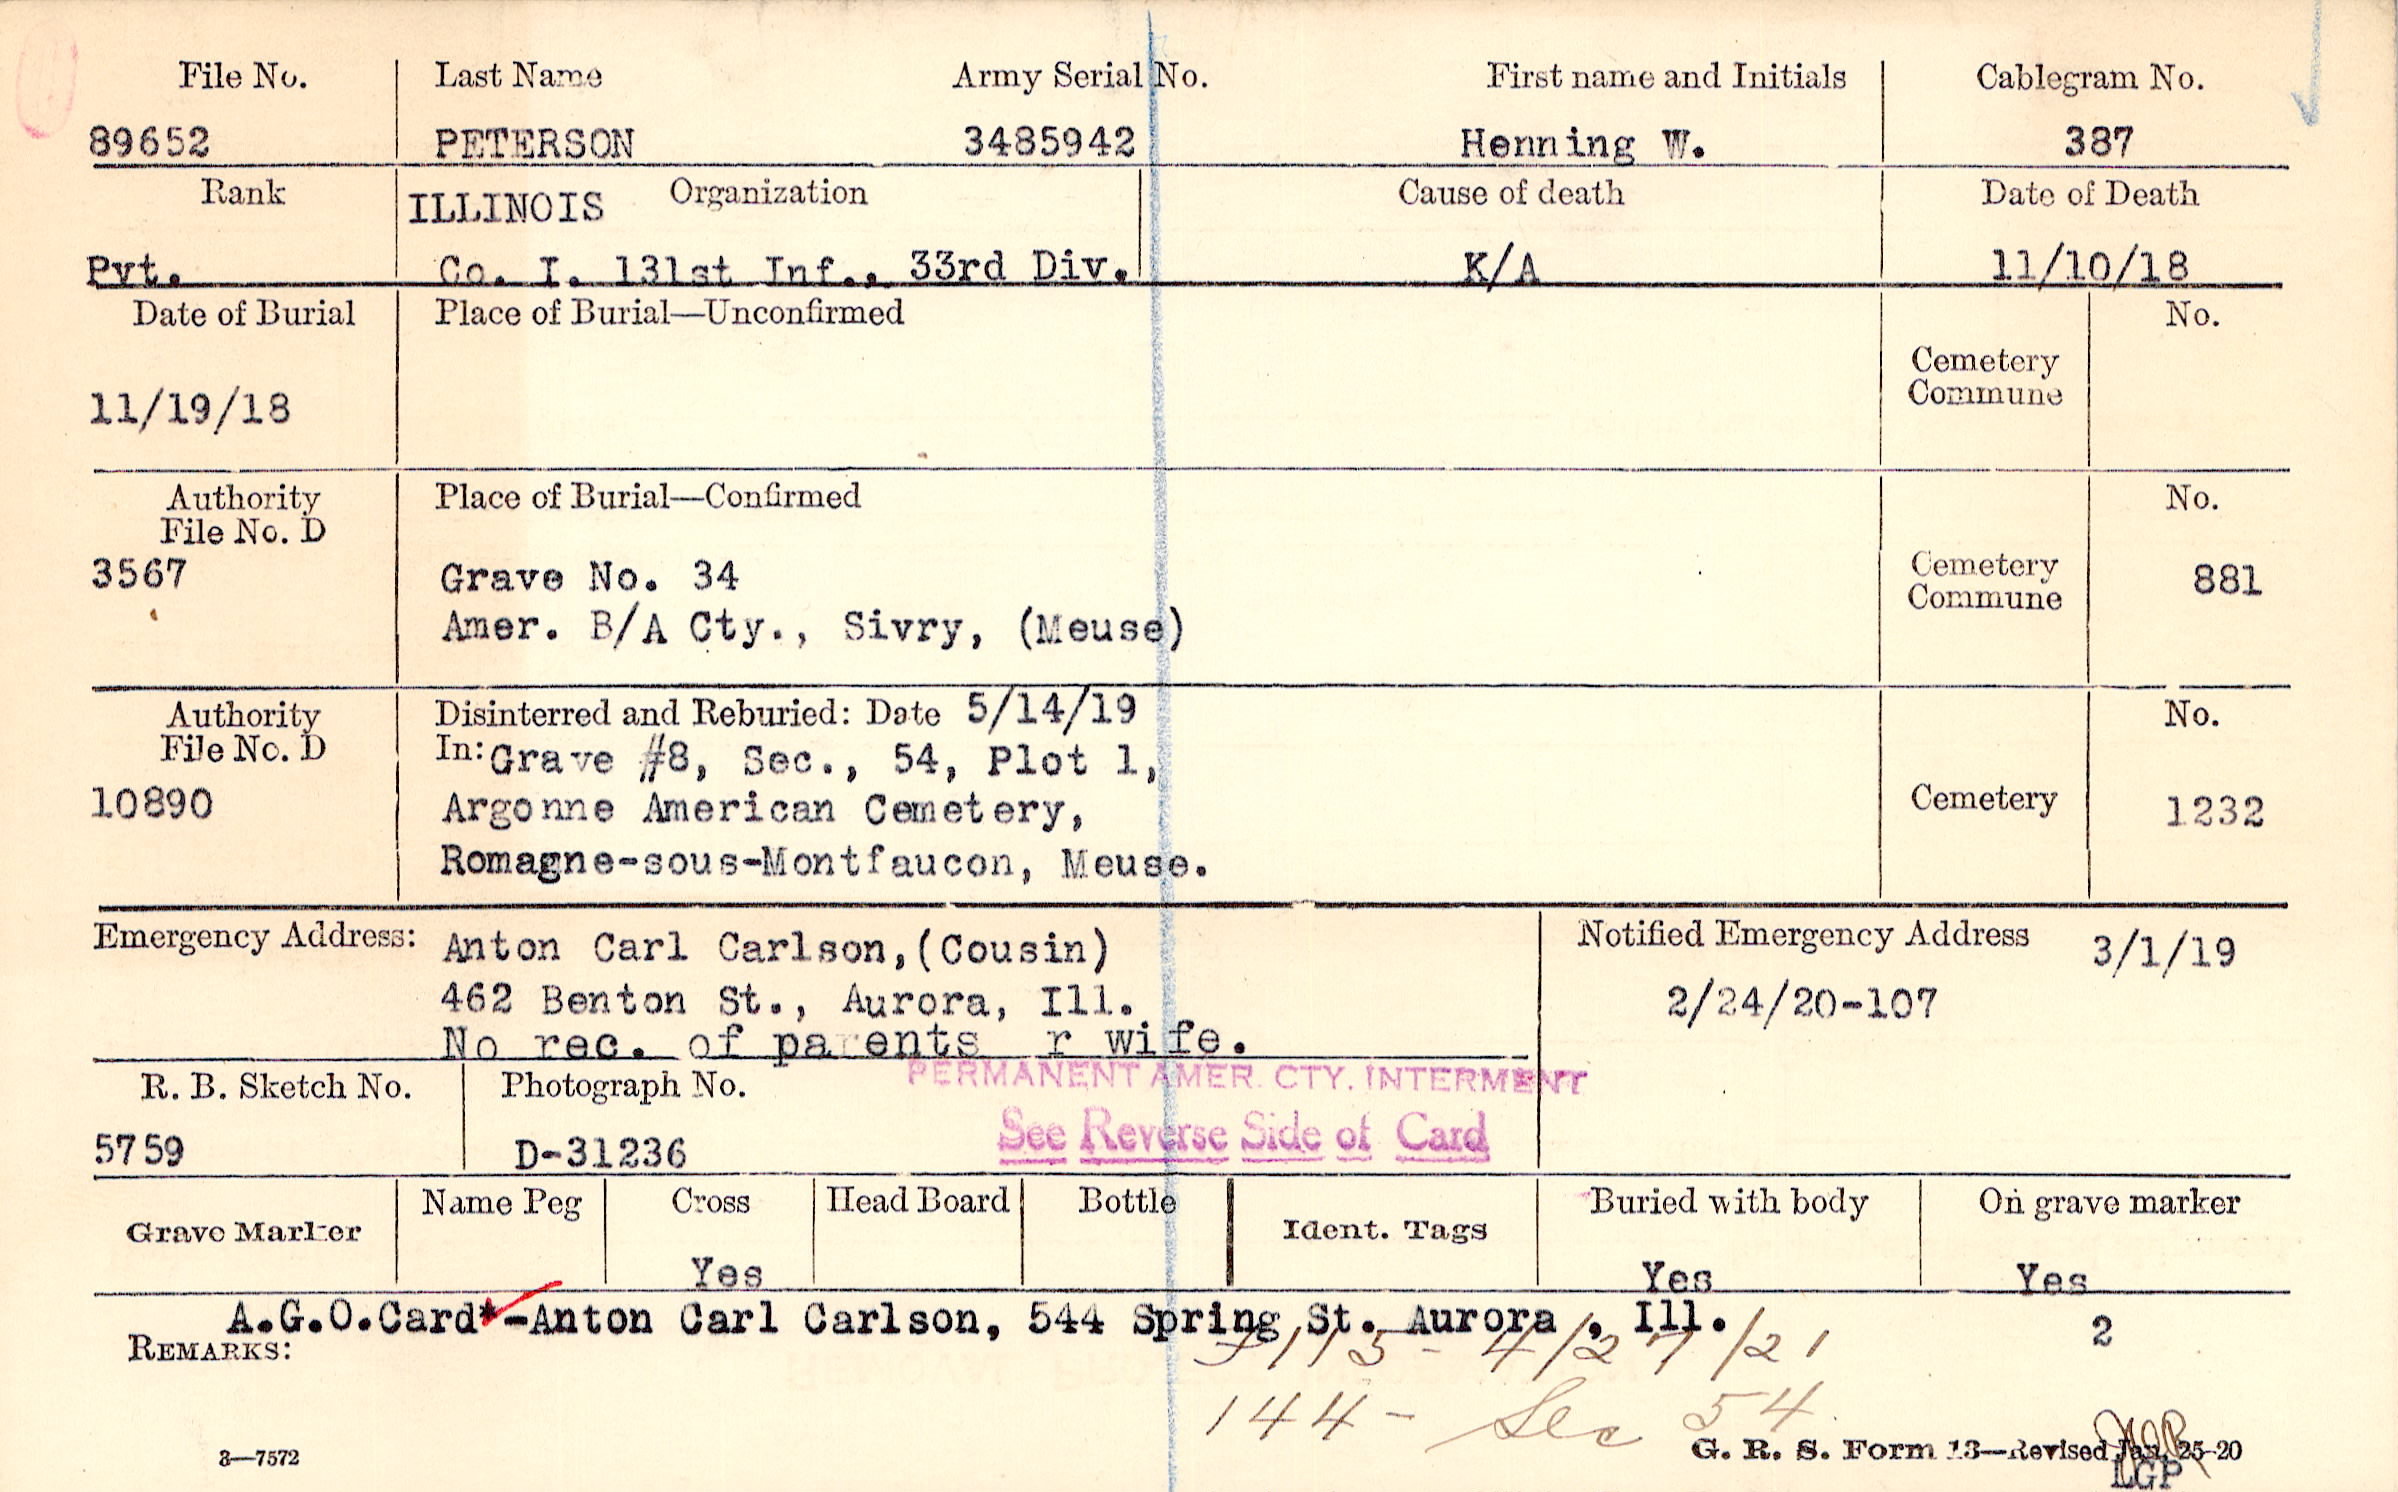 File No. Last Name Army Serial No. First name and Initials Cablegram No.
89652 PETERSON 3485942 Henning W. 387
Rank ILLINOIS Organization Cause of death Date of Death
Pvt. Co. I. 131st Inf., 33rd Div. K/A 11/10/18
Date of Burial Place of Burial—Unconfirmed No.
Cemetery
Commune
11/19/18
Authority Place of Burial—Confirmed No.
File No. D
3567 Grave No. 34 Cemetery 881
Commune
Amer. B/A Cty., Sivry, (Meuse)
Authority Disinterred and Reburied: Date 5/14/19 No.
File No. D In: Grave #8, Sec., 54, Plot 1,
10890 Argonne American Cemetery, Cemetery 1232
Romagne-sous-Montfaucon, Meuse.
Emergency Address: Anton Carl Carlson,(Cousin) Notified Emergency Address 3/1/19
462 Benton St., Aurora, Ill. 2/24/20-107
No rec. of parents r wife.
PERMANENT AMER. CTY. INTERMENT
R. B. Sketch No. Photograph No.
See Reverse Side of Card
5759 D-31236
Grave Marker Name Peg Cross Head Board Bottle Ident. Tags Buried with body On grave marker
Yes Yes Yes
A.G.O.Card*-Anton Carl Carlson, 544 Spring St. Aurora , Ill. 2
REMARKS: 4/27/21
144- Sec 54
3—7572 G. R. S. Form 13—Revised Jan. 25-20
LGP